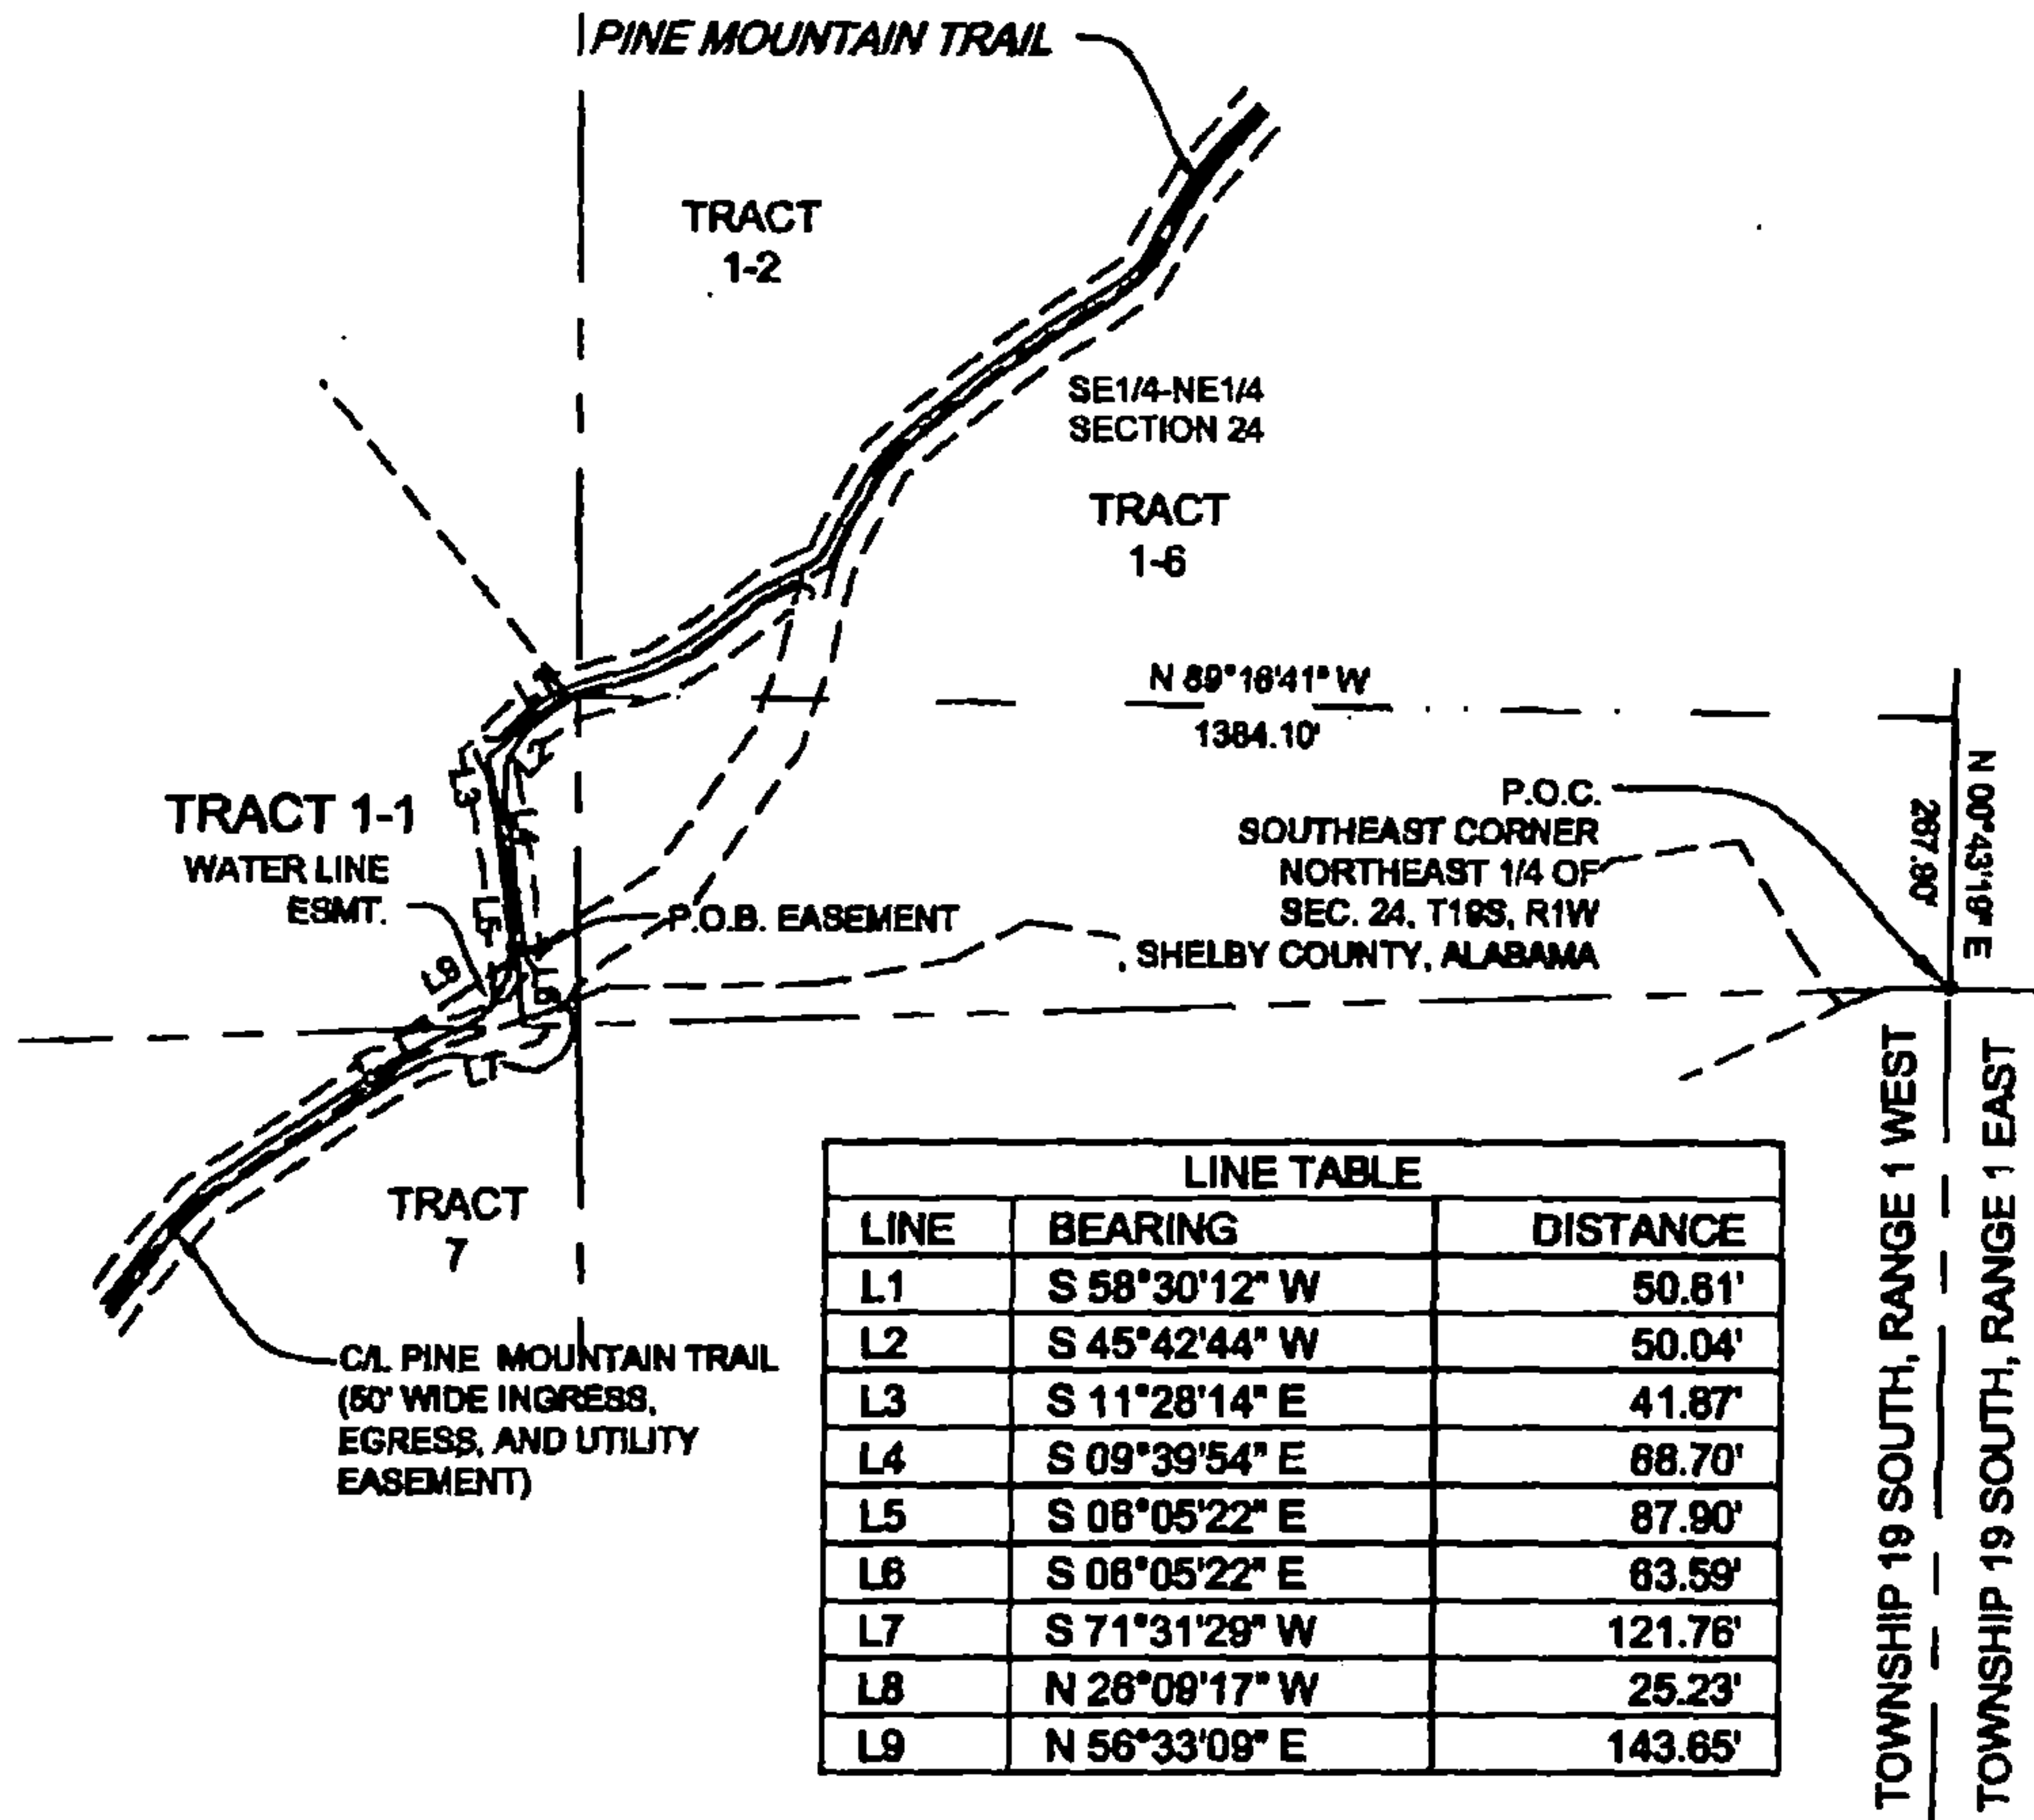 PINE MOUNTAIN TRAIL
TRACT
1-2
SE1/4-NE1/4
SECTION 24
TRACT
1-6
N 89°16'41" W
1384.10'
N 00°43'19" E
267.90'
L1
L2
L3
L4
TRACT 1-1
WATER LINE
ESMT.
L5
P.O.B. EASEMENT
P.O.C.
SOUTHEAST CORNER
NORTHEAST 1/4 OF
SEC. 24, T19S, R1W
SHELBY COUNTY, ALABAMA
L9
L6
L7
TRACT
7
C/L PINE MOUNTAIN TRAIL
(50' WIDE INGRESS,
EGRESS, AND UTILITY
EASEMENT)
LINE TABLE
LINE BEARING DISTANCE
L1 S 58°30'12" W 50.61'
L2 S 45°42'44" W 50.04'
L3 S 11°28'14" E 41.87'
L4 S 09°39'54" E 68.70'
L5 S 06°05'22" E 87.90'
L6 S 06°05'22" E 63.59'
L7 S 71°31'29" W 121.76'
L8 N 26°09'17" W 25.23'
L9 N 56°33'09" E 143.65'
TOWNSHIP 19 SOUTH, RANGE 1 WEST
TOWNSHIP 19 SOUTH, RANGE 1 EAST